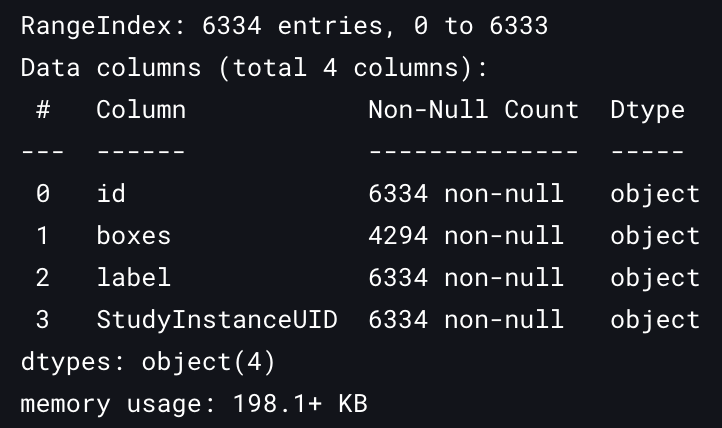 RangeIndex: 6334 entries, 0 to 6333
Data columns (total 4 columns):
 #   Column            Non-Null Count  Dtype
---  ------            --------------  -----
 0   id                6334 non-null   object
 1   boxes             4294 non-null   object
 2   label             6334 non-null   object
 3   StudyInstanceUID  6334 non-null   object
dtypes: object(4)
memory usage: 198.1+ KB